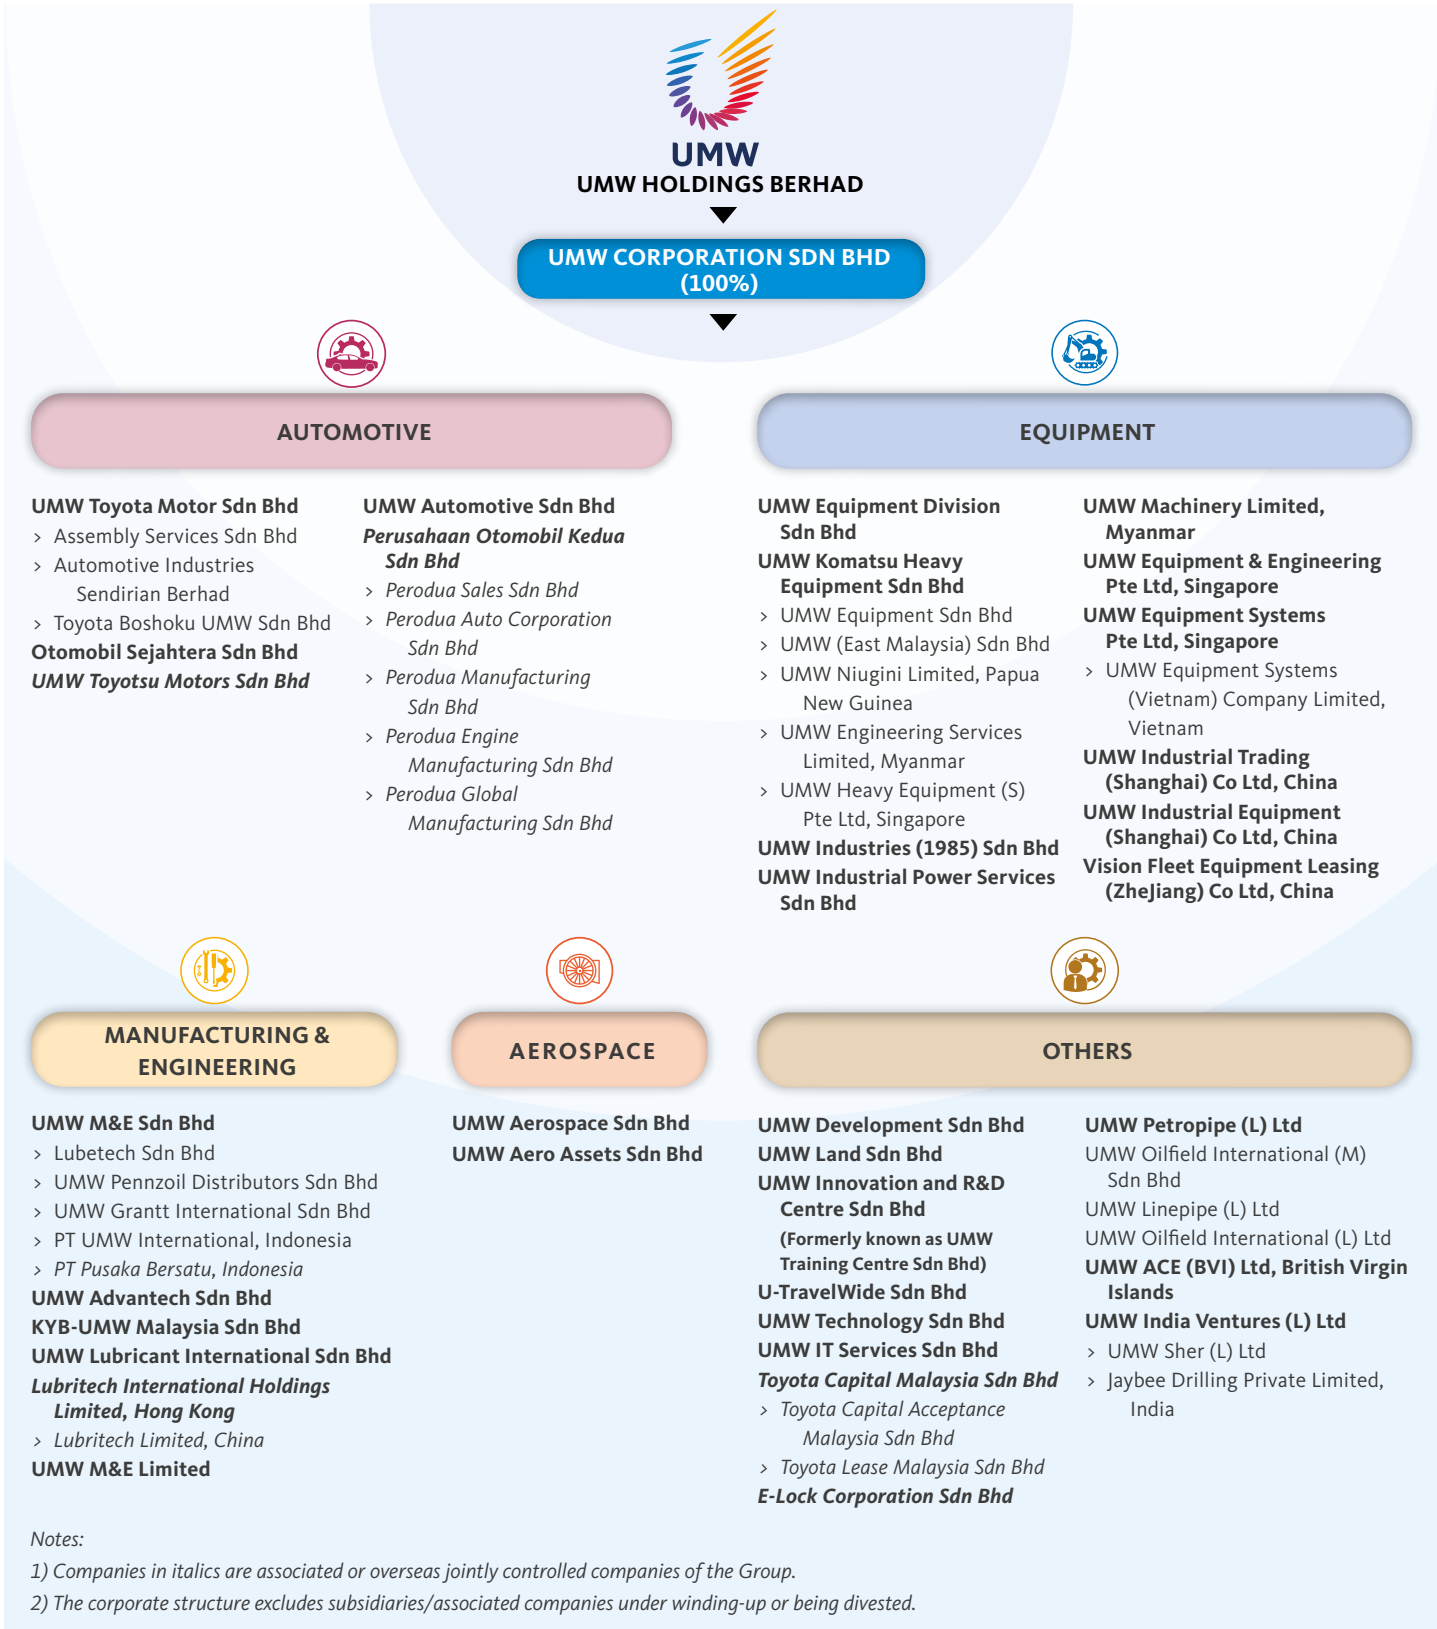 UMW
UMW HOLDINGS BERHAD
UMW CORPORATION SDN BHD
(100%)
AUTOMOTIVE
UMW Toyota Motor Sdn Bhd
> Assembly Services Sdn Bhd
> Automotive Industries
Sendirian Berhad
> Toyota Boshoku UMW Sdn Bhd
Otomobil Sejahtera Sdn Bhd
UMW Toyotsu Motors Sdn Bhd
UMW Automotive Sdn Bhd
Perusahaan Otomobil Kedua
Sdn Bhd
> Perodua Sales Sdn Bhd
> Perodua Auto Corporation
Sdn Bhd
> Perodua Manufacturing
Sdn Bhd
> Perodua Engine
Manufacturing Sdn Bhd
> Perodua Global
Manufacturing Sdn Bhd
EQUIPMENT
UMW Equipment Division
Sdn Bhd
UMW Komatsu Heavy
Equipment Sdn Bhd
> UMW Equipment Sdn Bhd
> UMW (East Malaysia) Sdn Bhd
> UMW Niugini Limited, Papua
New Guinea
> UMW Engineering Services
Limited, Myanmar
> UMW Heavy Equipment (S)
Pte Ltd, Singapore
UMW Industries (1985) Sdn Bhd
UMW Industrial Power Services
Sdn Bhd
UMW Machinery Limited,
Myanmar
UMW Equipment & Engineering
Pte Ltd, Singapore
UMW Equipment Systems
Pte Ltd, Singapore
> UMW Equipment Systems
(Vietnam) Company Limited,
Vietnam
UMW Industrial Trading
(Shanghai) Co Ltd, China
UMW Industrial Equipment
(Shanghai) Co Ltd, China
Vision Fleet Equipment Leasing
(ZheJiang) Co Ltd, China
MANUFACTURING &
ENGINEERING
UMW M&E Sdn Bhd
> Lubetech Sdn Bhd
> UMW Pennzoil Distributors Sdn Bhd
> UMW Grantt International Sdn Bhd
> PT UMW International, Indonesia
> PT Pusaka Bersatu, Indonesia
UMW Advantech Sdn Bhd
KYB-UMW Malaysia Sdn Bhd
UMW Lubricant International Sdn Bhd
Lubritech International Holdings
Limited, Hong Kong
> Lubritech Limited, China
UMW M&E Limited
AEROSPACE
UMW Aerospace Sdn Bhd
UMW Aero Assets Sdn Bhd
OTHERS
UMW Development Sdn Bhd
UMW Land Sdn Bhd
UMW Innovation and R&D
Centre Sdn Bhd
(Formerly known as UMW
Training Centre Sdn Bhd)
U-TravelWide Sdn Bhd
UMW Technology Sdn Bhd
UMW IT Services Sdn Bhd
Toyota Capital Malaysia Sdn Bhd
> Toyota Capital Acceptance
Malaysia Sdn Bhd
> Toyota Lease Malaysia Sdn Bhd
E-Lock Corporation Sdn Bhd
UMW Petropipe (L) Ltd
UMW Oilfield International (M)
Sdn Bhd
UMW Linepipe (L) Ltd
UMW Oilfield International (L) Ltd
UMW ACE (BVI) Ltd, British Virgin
Islands
UMW India Ventures (L) Ltd
> UMW Sher (L) Ltd
> Jaybee Drilling Private Limited,
India
Notes:
1) Companies in italics are associated or overseas jointly controlled companies of the Group.
2) The corporate structure excludes subsidiaries/associated companies under winding-up or being divested.